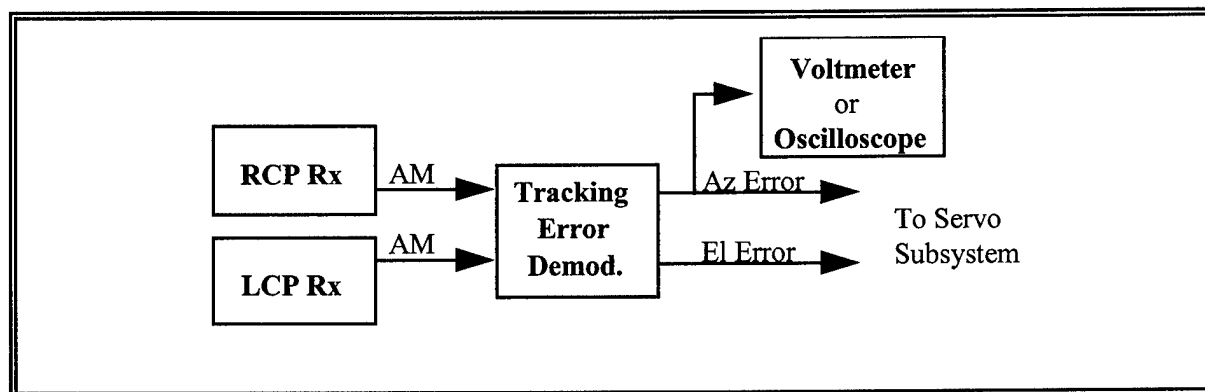 Voltmeter
or
Oscilloscope
RCP Rx
AM
Tracking
Error
Demod.
Az Error
To Servo
Subsystem
LCP Rx
AM
El Error